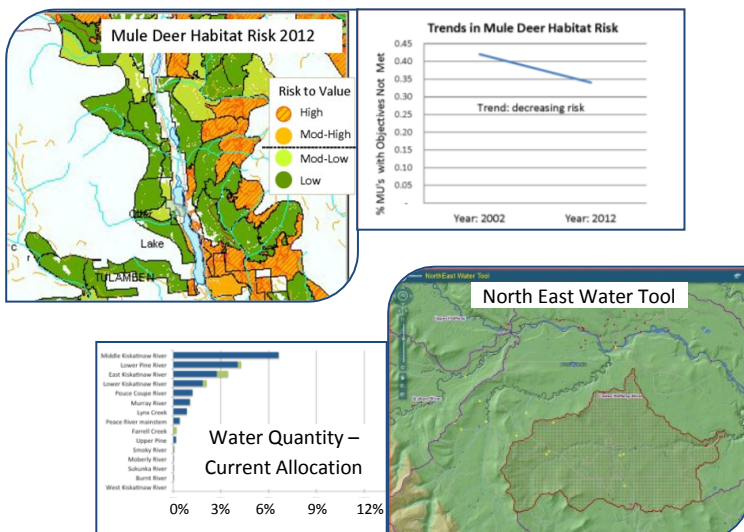 Mule Deer Habitat Risk 2012
Risk to Value
High
Mod-High
Mod-Low
Low
Lake
TULAMBEN
Trends in Mule Deer Habitat Risk
% MU's with Objectives Not Met
0.45
0.40
0.35
0.30
0.25
0.20
0.15
0.10
0.05
-
Trend: decreasing risk
Year: 2002
Year: 2012
NorthEast Water Tool
North East Water Tool
Middle Kiskatinaw River
Lower Pine River
East Kiskatinaw River
Lower Kiskatinaw River
Pouce Coupe River
Murray River
Lynx Creek
Peace River mainstem
Farrell Creek
Upper Pine
Smoky River
Moberly River
Sukunka River
Burnt River
West Kiskatinaw River
Water Quantity –
Current Allocation
0% 3% 6% 9% 12%